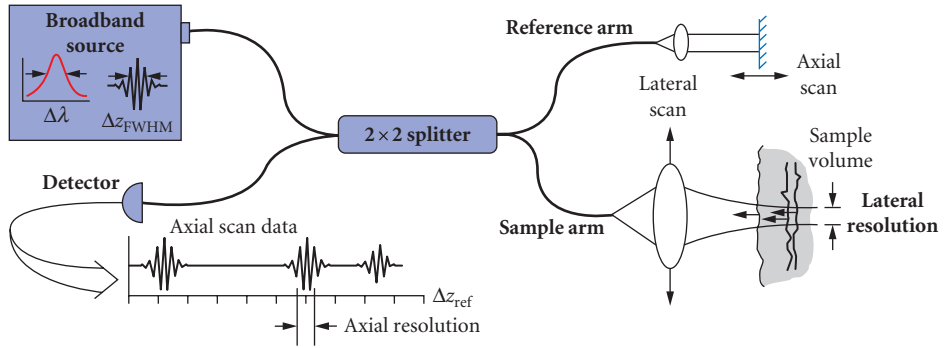 Broadband
source
Δλ
Δz_FWHM
Reference arm
Axial
scan
Lateral
scan
2 × 2 splitter
Sample
volume
Detector
Lateral
resolution
Sample arm
Axial scan data
Δz_ref
Axial resolution